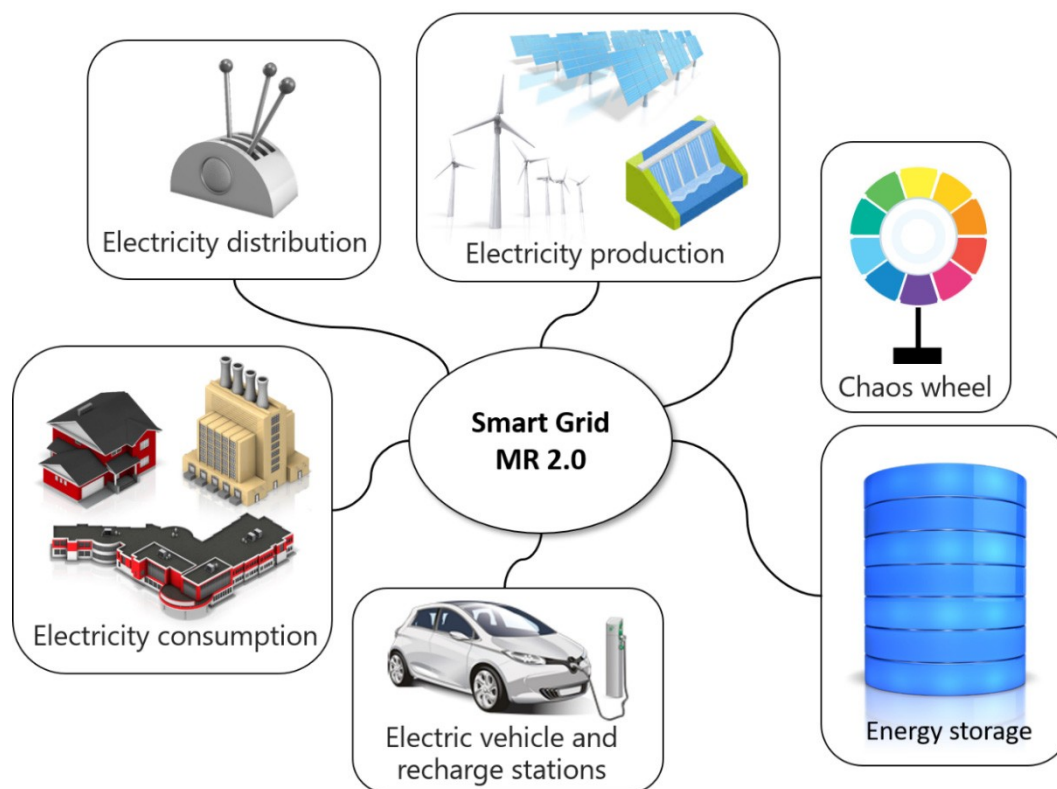 Electricity distribution
Electricity production
Chaos wheel
Smart Grid
MR 2.0
Electricity consumption
Electric vehicle and
recharge stations
Energy storage